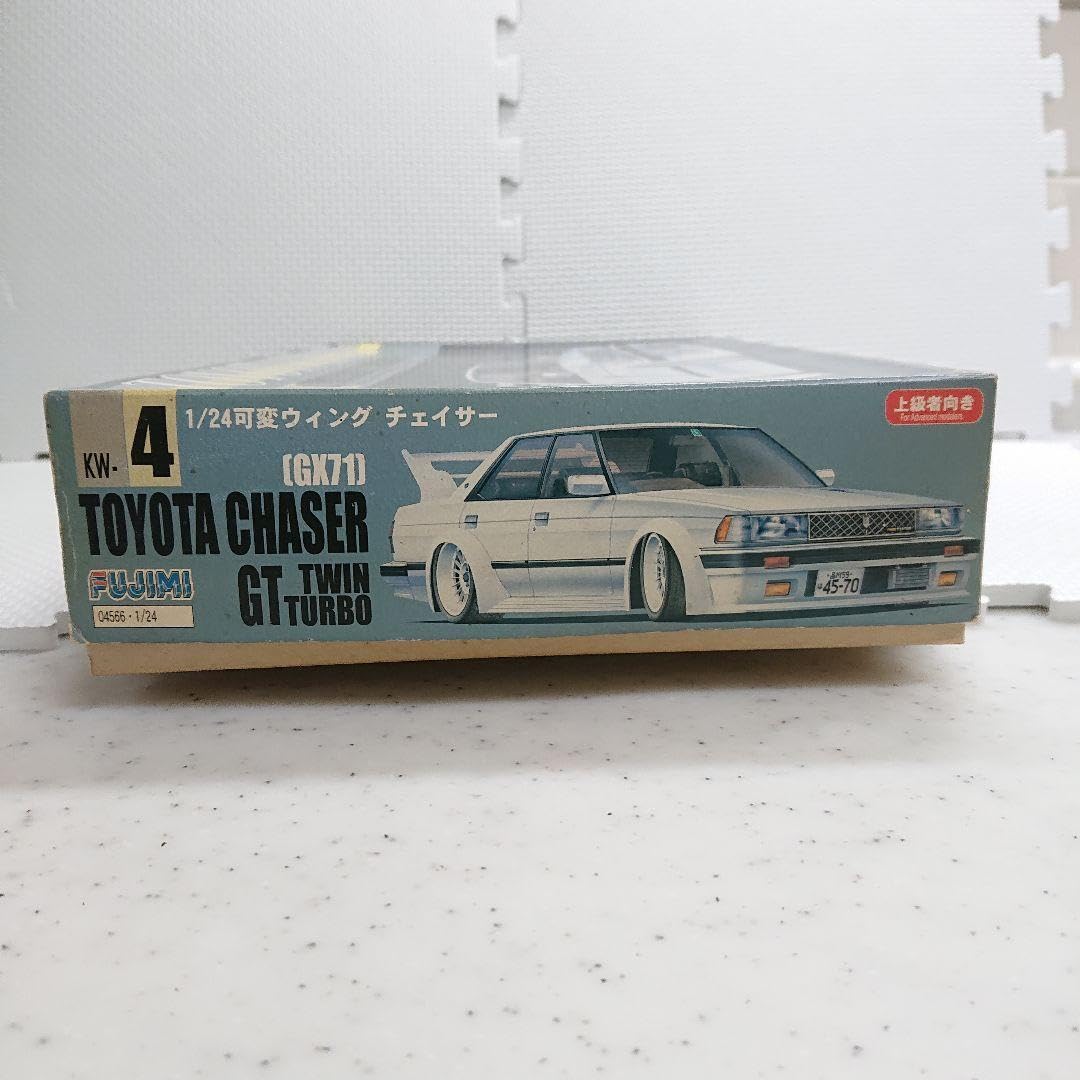 KW-4
1/24可変ウィング チェイサー
(GX71)
TOYOTA CHASER
GT TWIN TURBO
FUJIMI
04566・1/24
上級者向き
For Advanced modelers.
45-70